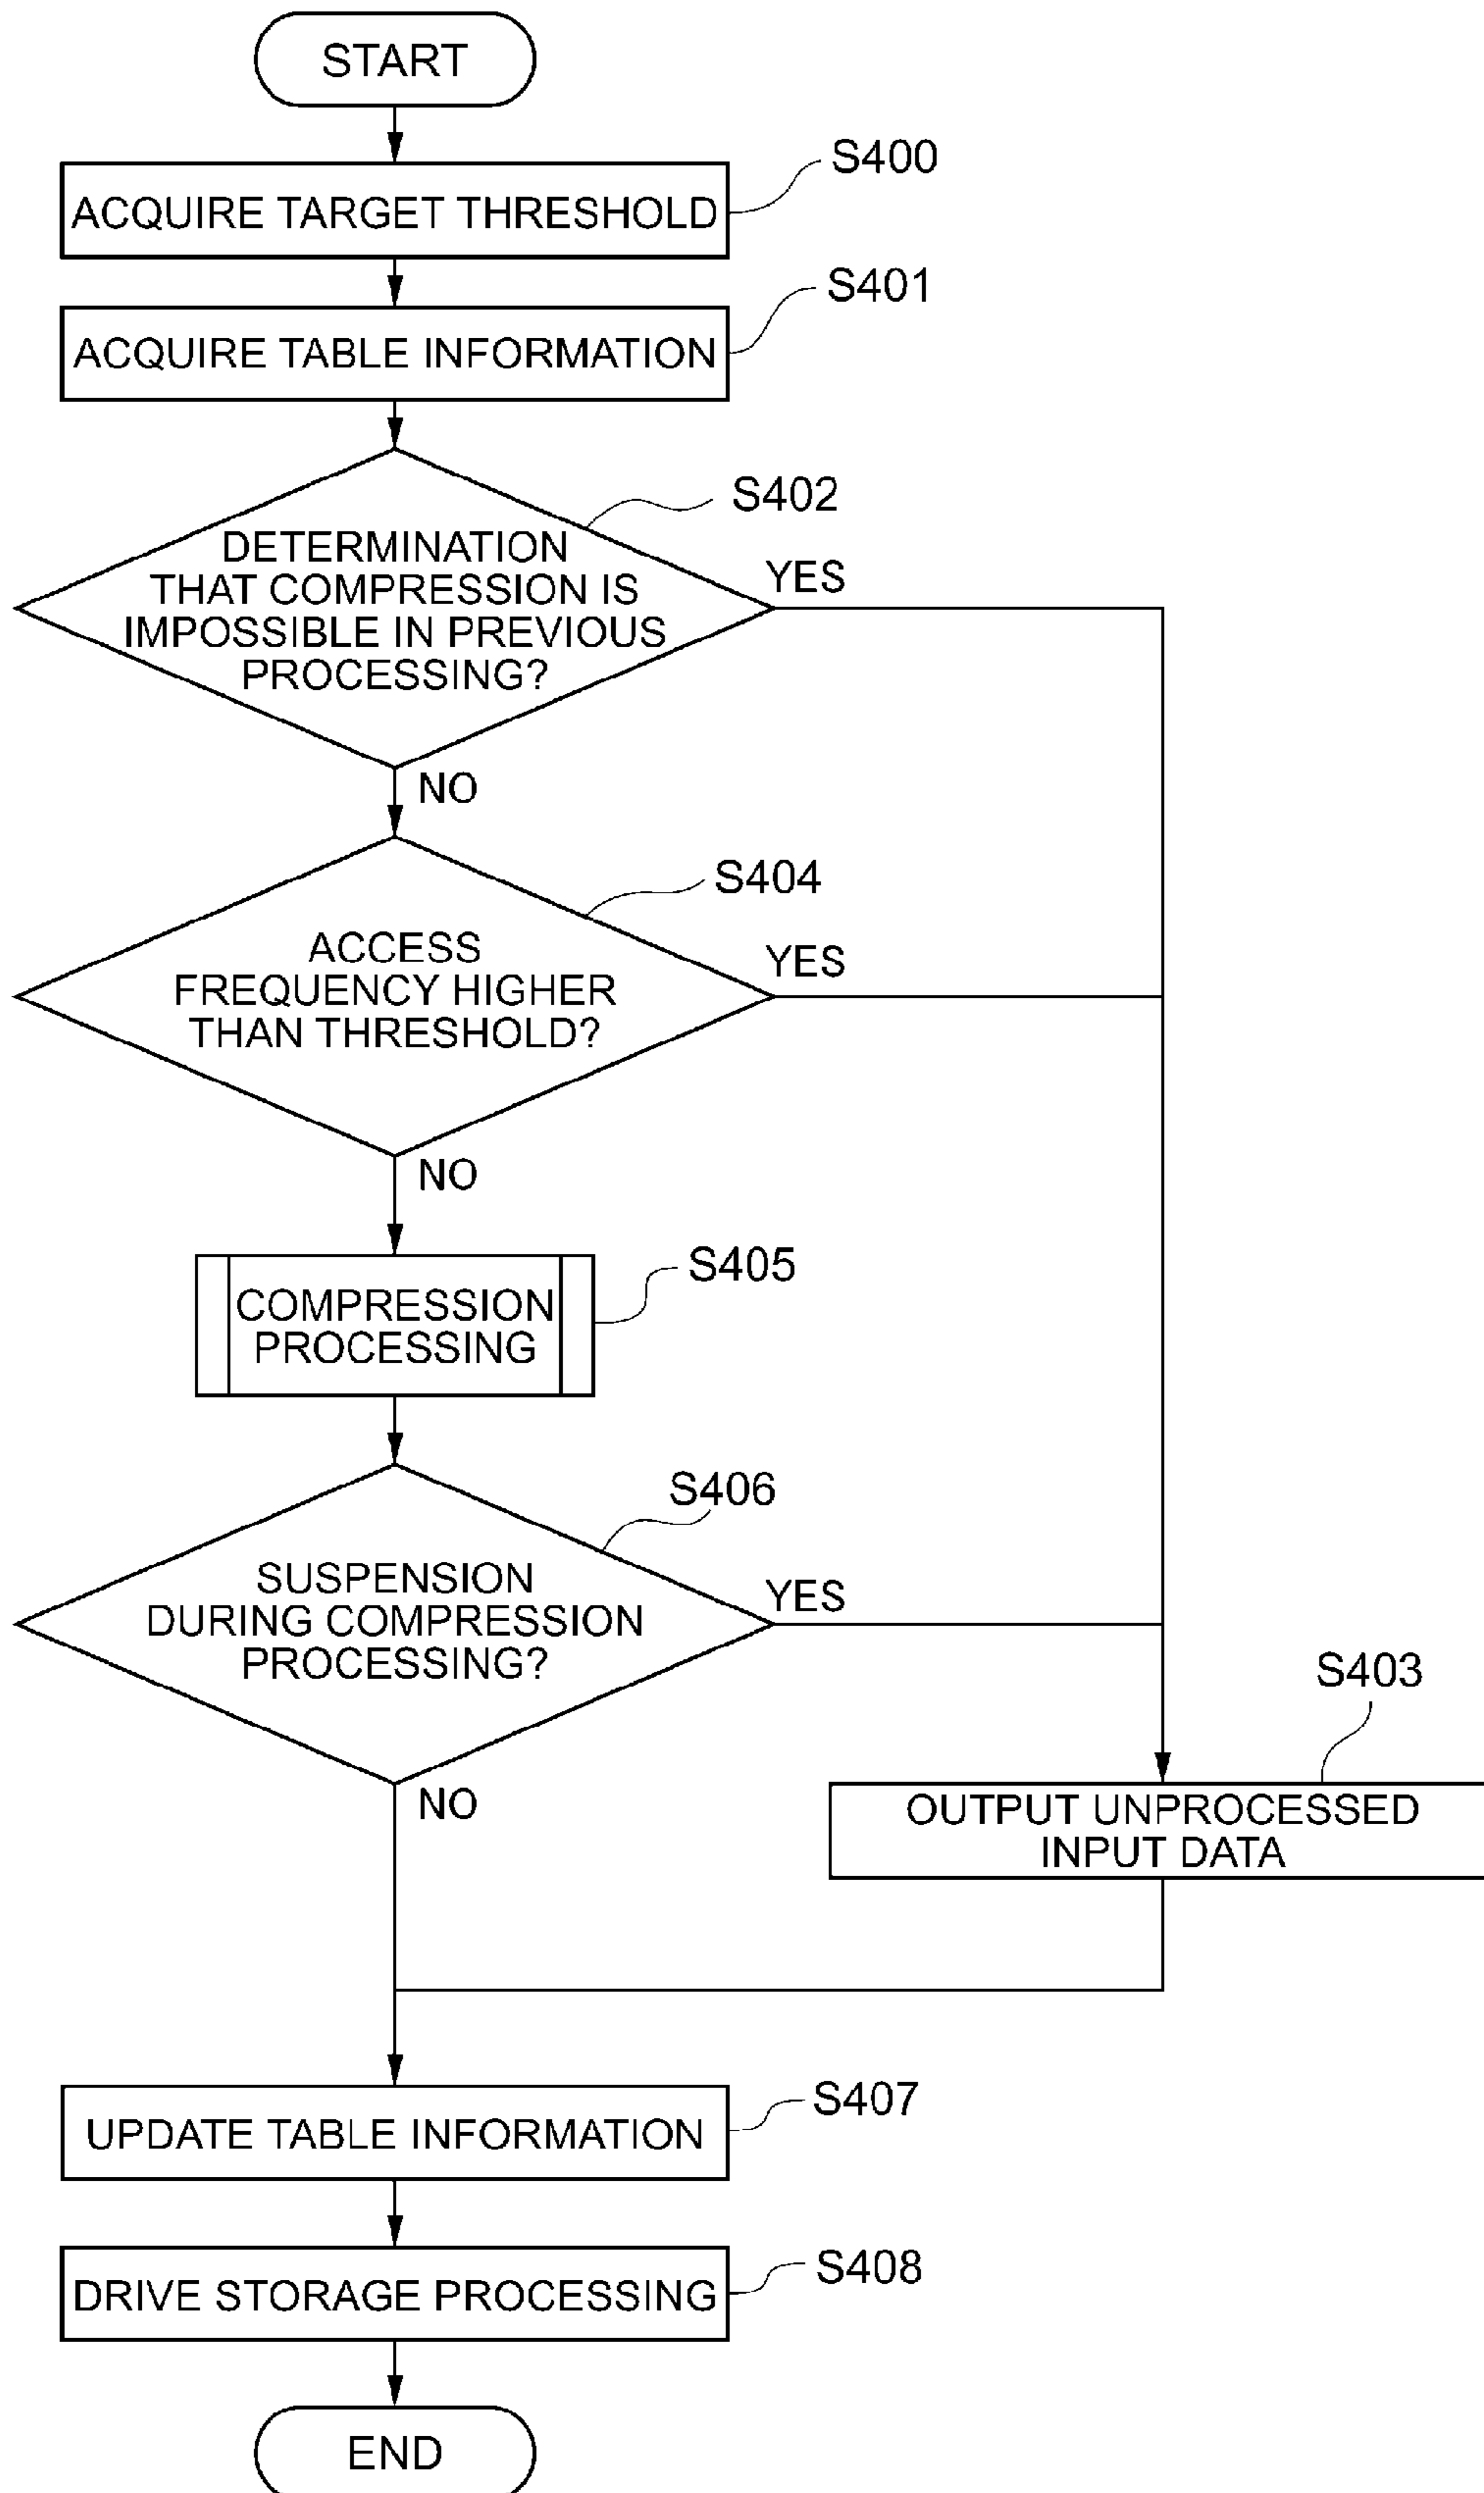 START
S400
ACQUIRE TARGET THRESHOLD
S401
ACQUIRE TABLE INFORMATION
S402
DETERMINATION
THAT COMPRESSION IS
IMPOSSIBLE IN PREVIOUS
PROCESSING?
YES
NO
S404
ACCESS
FREQUENCY HIGHER
THAN THRESHOLD?
YES
NO
S405
COMPRESSION
PROCESSING
S406
SUSPENSION
DURING COMPRESSION
PROCESSING?
YES
NO
S403
OUTPUT UNPROCESSED
INPUT DATA
S407
UPDATE TABLE INFORMATION
S408
DRIVE STORAGE PROCESSING
END